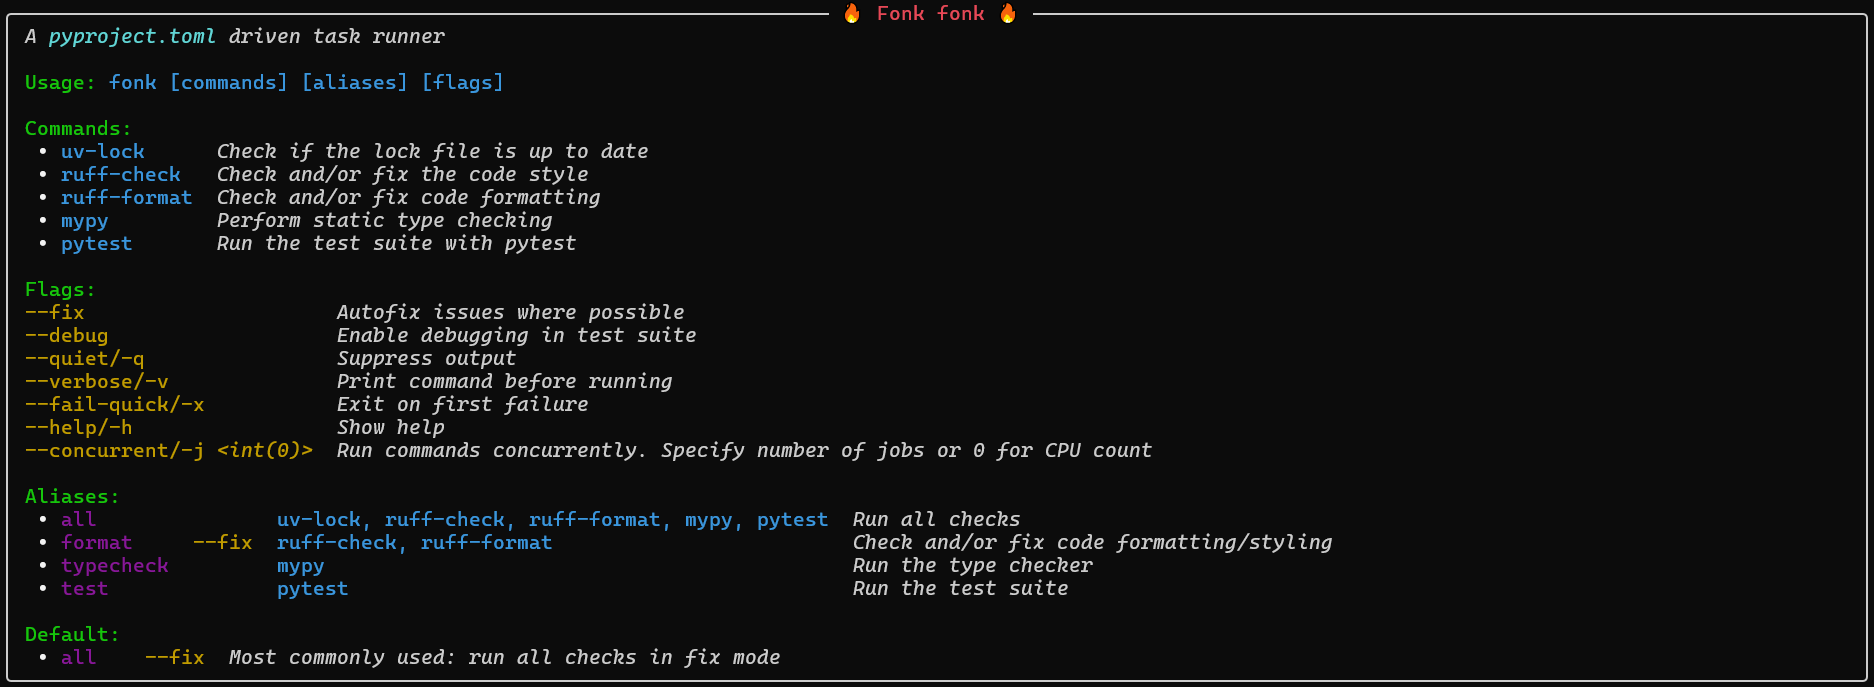 🔥 Fonk fonk 🔥
A pyproject.toml driven task runner
Usage: fonk [commands] [aliases] [flags]
Commands:
• uv-lock Check if the lock file is up to date
• ruff-check Check and/or fix the code style
• ruff-format Check and/or fix code formatting
• mypy Perform static type checking
• pytest Run the test suite with pytest
Flags:
--fix Autofix issues where possible
--debug Enable debugging in test suite
--quiet/-q Suppress output
--verbose/-v Print command before running
--fail-quick/-x Exit on first failure
--help/-h Show help
--concurrent/-j <int(0)> Run commands concurrently. Specify number of jobs or 0 for CPU count
Aliases:
• all uv-lock, ruff-check, ruff-format, mypy, pytest Run all checks
• format --fix ruff-check, ruff-format Check and/or fix code formatting/styling
• typecheck mypy Run the type checker
• test pytest Run the test suite
Default:
• all --fix Most commonly used: run all checks in fix mode